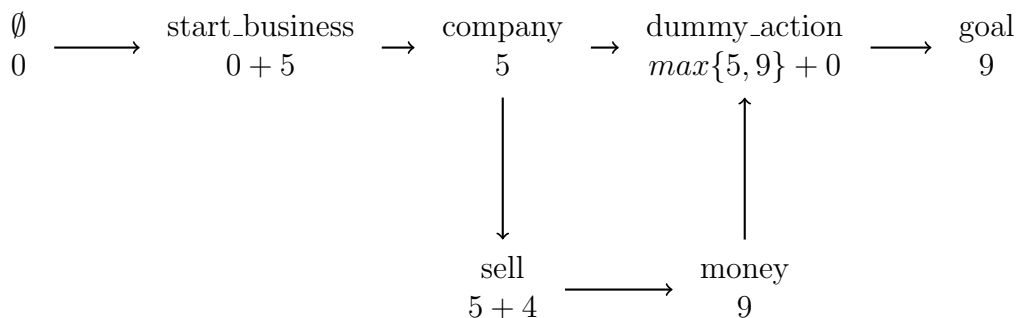 ∅ start_business company dummy_action goal
0 0 + 5 5 max{5, 9} + 0 9
sell money
5 + 4 9